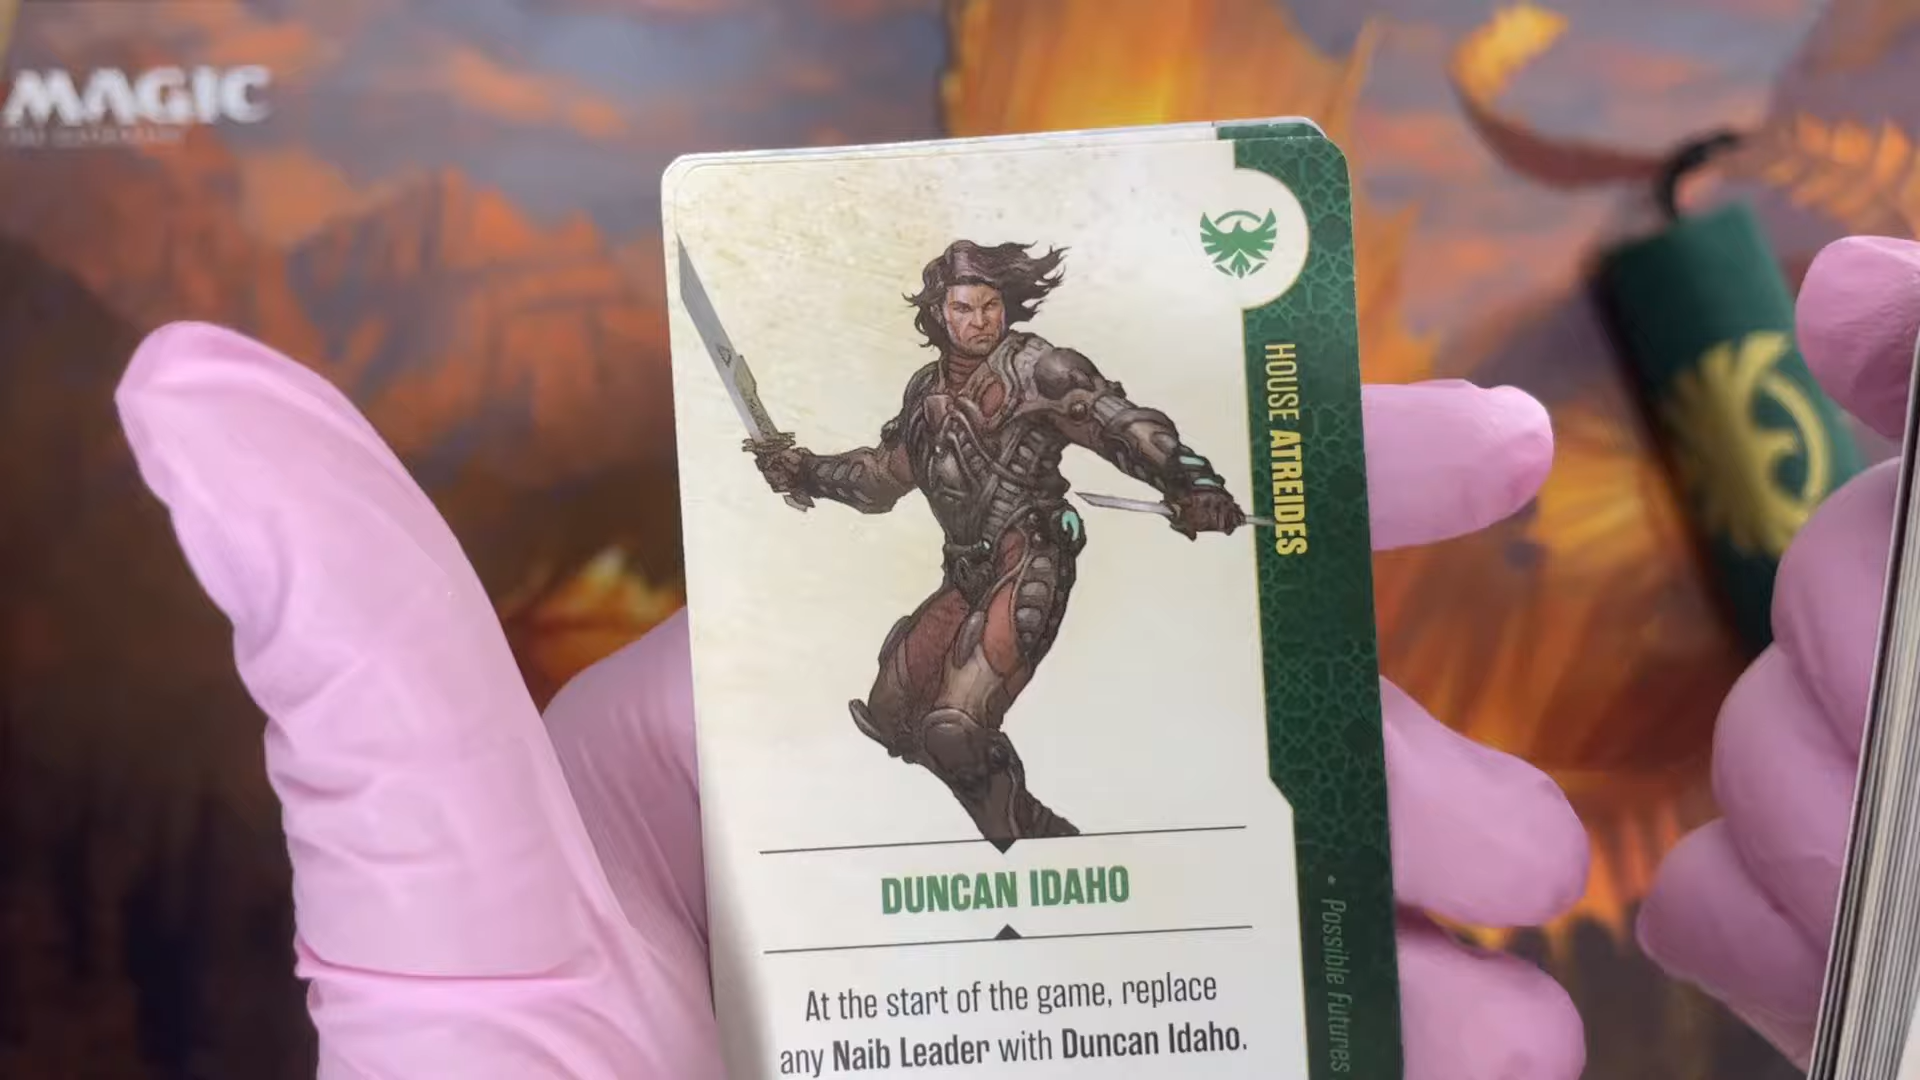 MAGIC
HOUSE ATREIDES
DUNCAN IDAHO
At the start of the game, replace
any Naib Leader with Duncan Idaho.
• Possible Futures